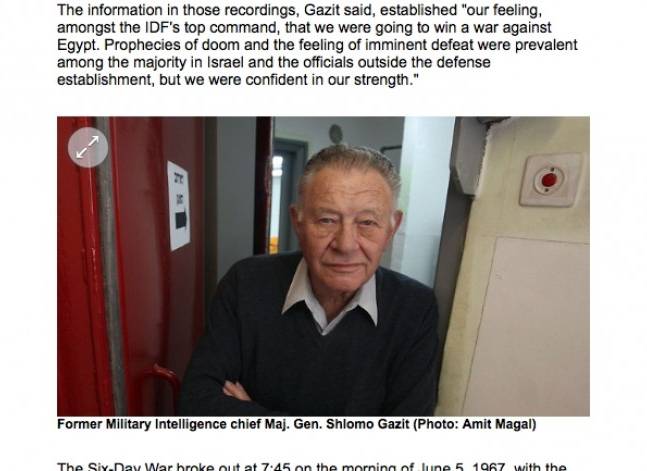 The information in those recordings, Gazit said, established "our feeling,
amongst the IDF's top command, that we were going to win a war against
Egypt. Prophecies of doom and the feeling of imminent defeat were prevalent
among the majority in Israel and the officials outside the defense
establishment, but we were confident in our strength."
Former Military Intelligence chief Maj. Gen. Shlomo Gazit (Photo: Amit Magal)
The Six-Day War broke out at 7:45 on the morning of June 5, 1967, with the